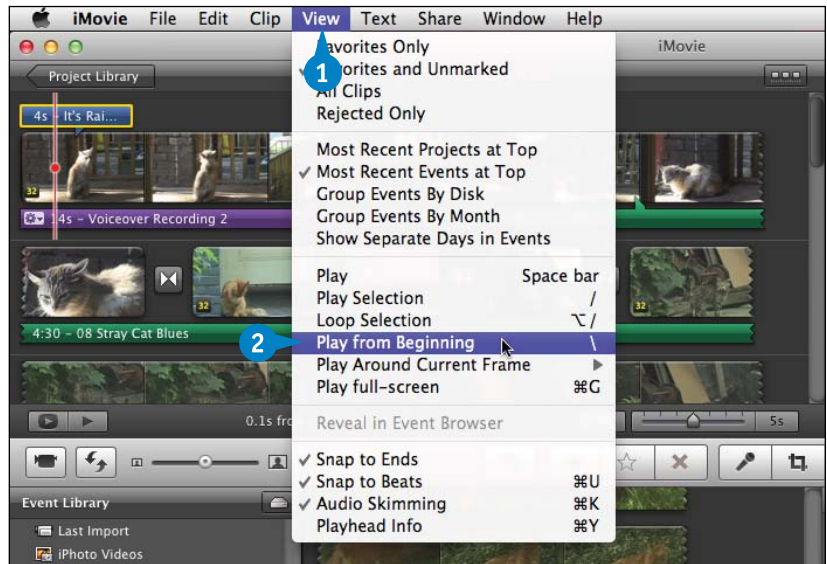 iMovie File Edit Clip View Text Share Window Help
iMovie
Project Library
Favorites Only
1
✓ Favorites and Unmarked
All Clips
Rejected Only
Most Recent Projects at Top
✓ Most Recent Events at Top
Group Events By Disk
Group Events By Month
Show Separate Days in Events
Play Space bar
Play Selection /
Loop Selection ⌥/
2
Play from Beginning \
Play Around Current Frame ▶
Play full-screen ⌘G
Reveal in Event Browser
✓ Snap to Ends
✓ Snap to Beats ⌘U
✓ Audio Skimming ⌘K
Playhead Info ⌘Y
4s - It's Rai...
32
14s - Voiceover Recording 2
32
32
4:30 - 08 Stray Cat Blues
0.1s
5s
Event Library
Last Import
iPhoto Videos